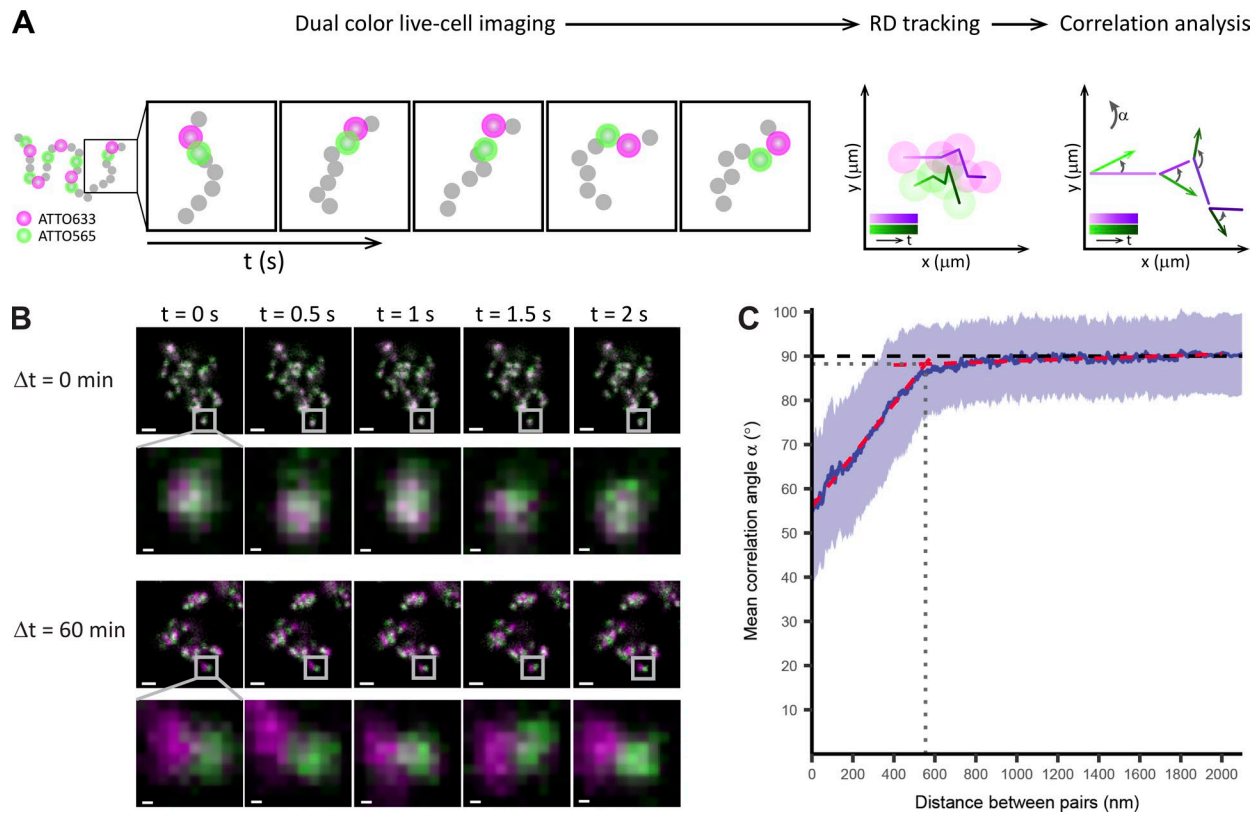 A
Dual color live-cell imaging
RD tracking
Correlation analysis
ATTO633
ATTO565
t (s)
y (μm)
t
x (μm)
α
y (μm)
t
x (μm)
B
t = 0 s
t = 0.5 s
t = 1 s
t = 1.5 s
t = 2 s
Δt = 0 min
Δt = 60 min
C
Mean correlation angle α (°)
100
90
80
70
60
50
40
30
20
10
0
200
400
600
800
1000
1200
1400
1600
1800
2000
Distance between pairs (nm)